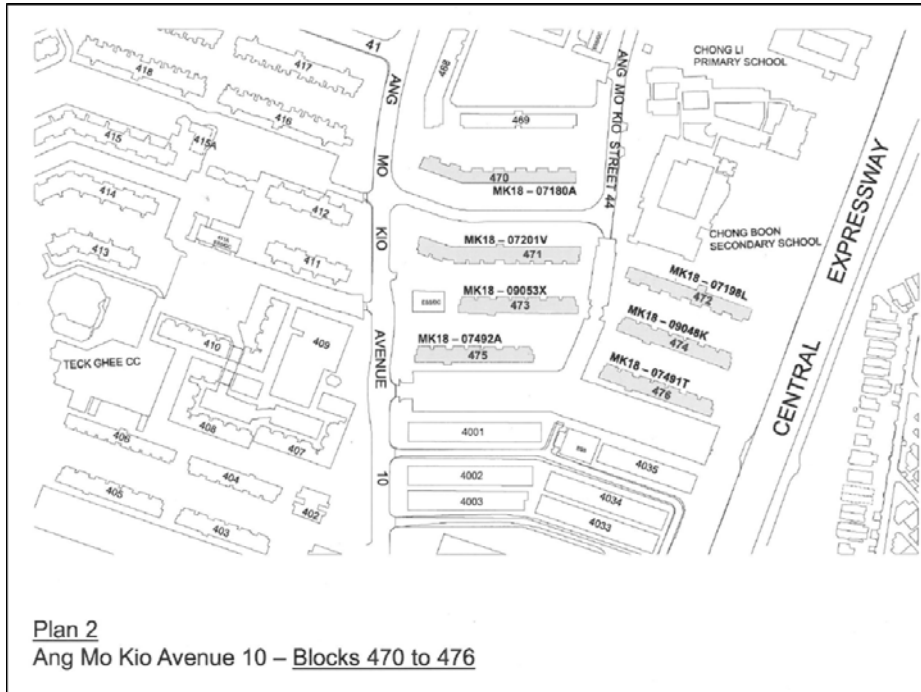 41
417
418
416
ANG
MO
KIO
AVENUE
10
468
469
ANG MO KIO STREET 44
CHONG LI
PRIMARY SCHOOL
415
415A
414
412
413
411
470
MK18 – 07180A
CHONG BOON
SECONDARY SCHOOL
CENTRAL EXPRESSWAY
MK18 – 07201V
471
MK18 – 07198L
472
MK18 – 09053X
473
MK18 – 09048K
474
MK18 – 07492A
475
MK18 – 07491T
476
TECK GHEE CC
410
409
408
407
406
405
404
403
402
4001
4002
4003
4035
4034
4033
Plan 2
Ang Mo Kio Avenue 10 – Blocks 470 to 476